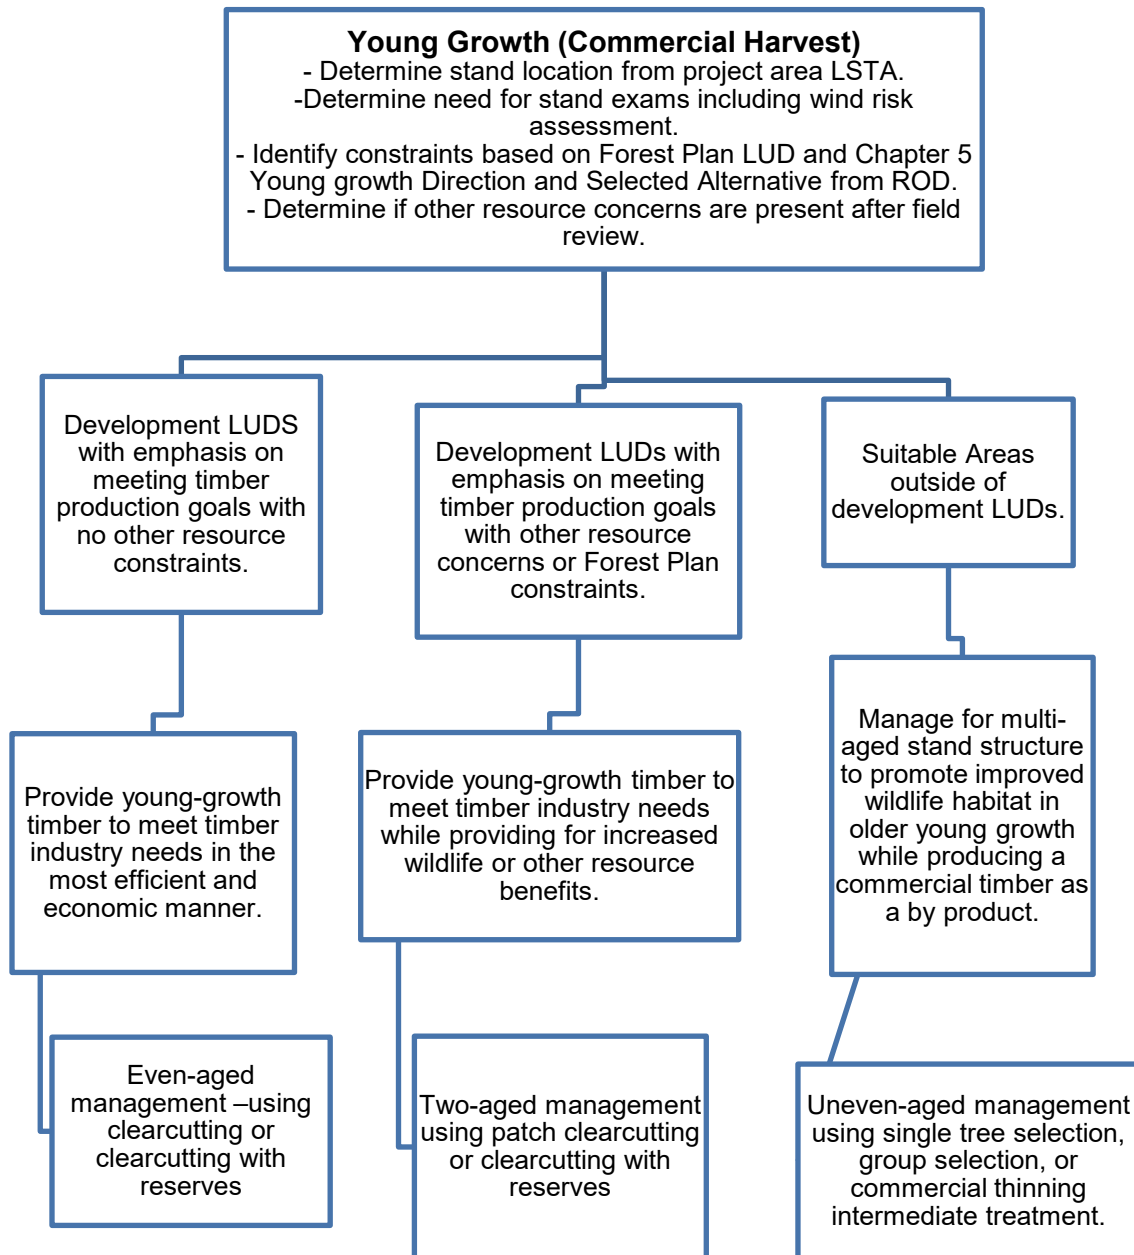 Young Growth (Commercial Harvest)
- Determine stand location from project area LSTA.
-Determine need for stand exams including wind risk
assessment.
- Identify constraints based on Forest Plan LUD and Chapter 5
Young growth Direction and Selected Alternative from ROD.
- Determine if other resource concerns are present after field
review.
Development LUDS
with emphasis on
meeting timber
production goals with
no other resource
constraints.
Development LUDs with
emphasis on meeting
timber production goals
with other resource
concerns or Forest Plan
constraints.
Suitable Areas
outside of
development LUDs.
Provide young-growth
timber to meet timber
industry needs in the
most efficient and
economic manner.
Provide young-growth timber to
meet timber industry needs
while providing for increased
wildlife or other resource
benefits.
Manage for multi-
aged stand structure
to promote improved
wildlife habitat in
older young growth
while producing a
commercial timber as
a by product.
Even-aged
management –using
clearcutting or
clearcutting with
reserves
Two-aged management
using patch clearcutting
or clearcutting with
reserves
Uneven-aged management
using single tree selection,
group selection, or
commercial thinning
intermediate treatment.